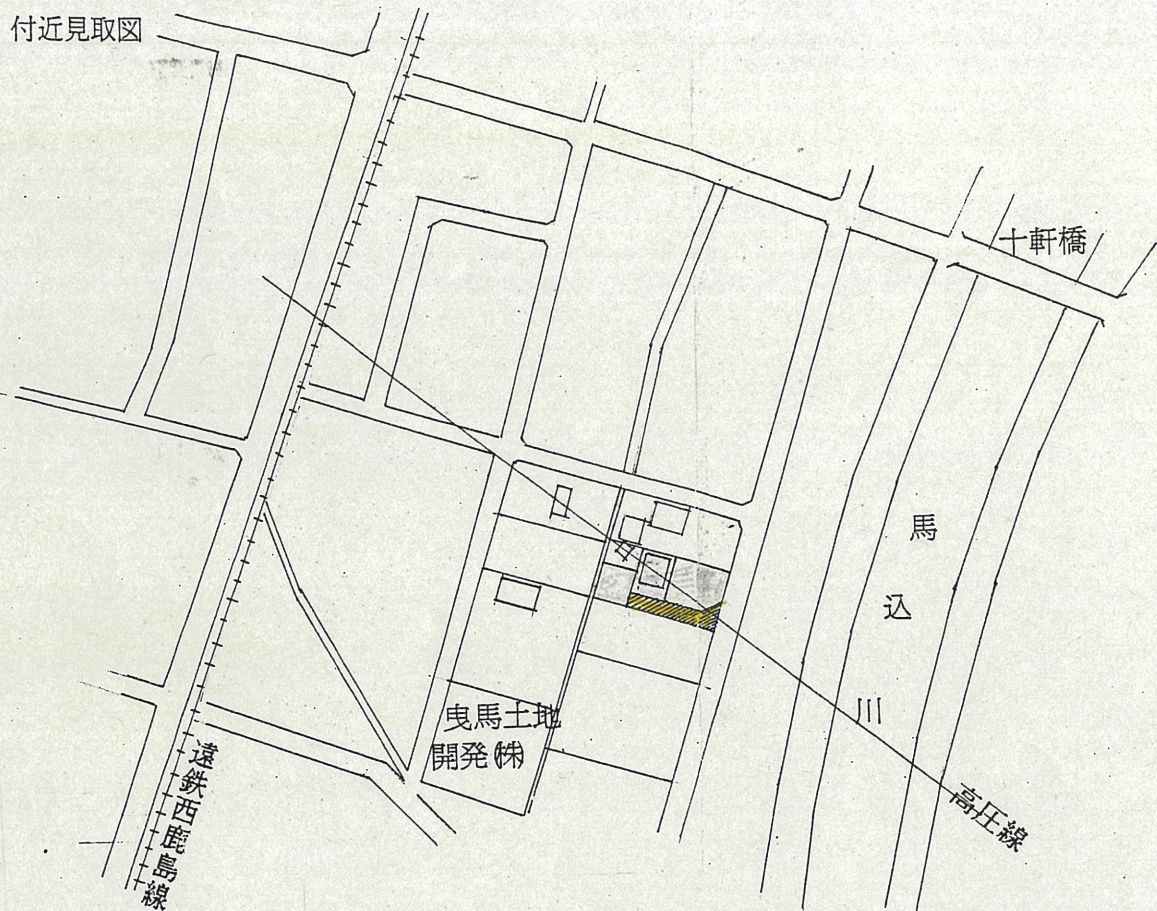 付近見取図
十軒橋
馬込川
曳馬土地
開発㈱
高圧線
遠鉄西鹿島線